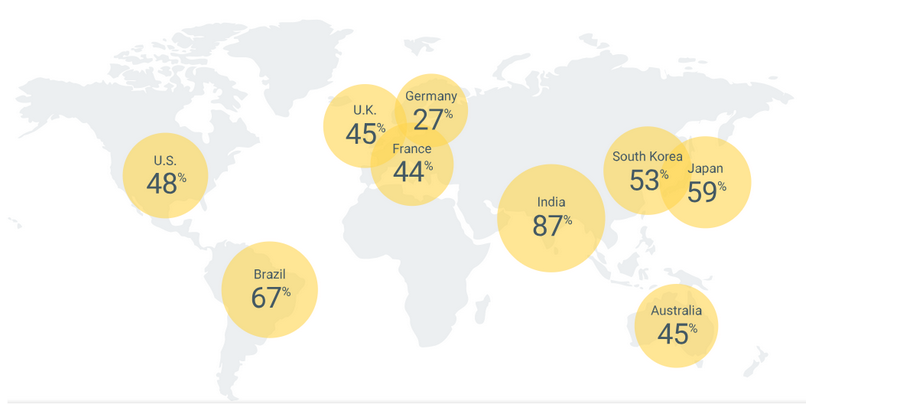 U.S.
48%
Brazil
67%
U.K.
45%
Germany
27%
France
44%
India
87%
South Korea
53%
Japan
59%
Australia
45%